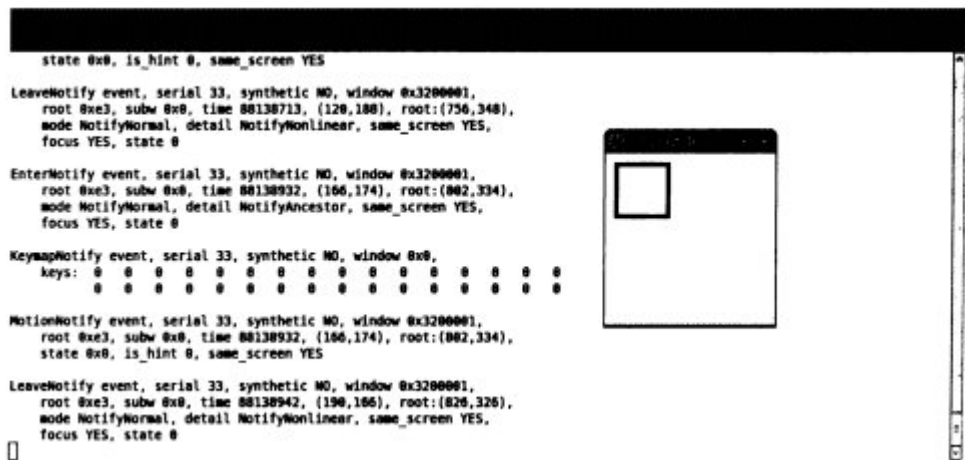 state 0x0, is_hint 0, same_screen YES
LeaveNotify event, serial 33, synthetic NO, window 0x3200001,
root 0xe3, subw 0x0, time 88138713, (120,188), root:(756,348),
mode NotifyNormal, detail NotifyNonlinear, same_screen YES,
focus YES, state 0
EnterNotify event, serial 33, synthetic NO, window 0x3200001,
root 0xe3, subw 0x0, time 88138932, (166,174), root:(802,334),
mode NotifyNormal, detail NotifyAncestor, same_screen YES,
focus YES, state 0
KeymapNotify event, serial 33, synthetic NO, window 0x0,
keys: 0 0 0 0 0 0 0 0 0 0 0 0 0 0 0 0
0 0 0 0 0 0 0 0 0 0 0 0 0 0 0 0
MotionNotify event, serial 33, synthetic NO, window 0x3200001,
root 0xe3, subw 0x0, time 88138932, (166,174), root:(802,334),
state 0x0, is_hint 0, same_screen YES
LeaveNotify event, serial 33, synthetic NO, window 0x3200001,
root 0xe3, subw 0x0, time 88138942, (190,166), root:(826,326),
mode NotifyNormal, detail NotifyNonlinear, same_screen YES,
focus YES, state 0